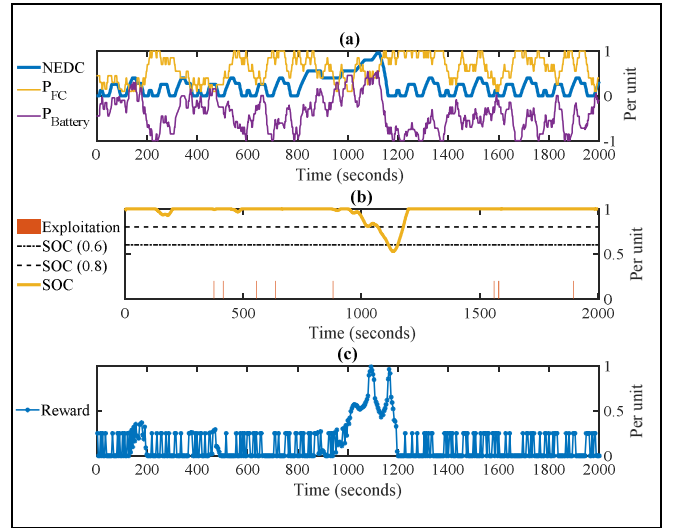 (a)
NEDC
P_FC
P_Battery
1
0
-1
Per unit
0 200 400 600 800 1000 1200 1400 1600 1800 2000
Time (seconds)
(b)
Exploitation
SOC (0.6)
SOC (0.8)
SOC
1
0.5
0
Per unit
0 500 1000 1500 2000
Time (seconds)
(c)
Reward
1
0.5
0
Per unit
0 200 400 600 800 1000 1200 1400 1600 1800 2000
Time (seconds)